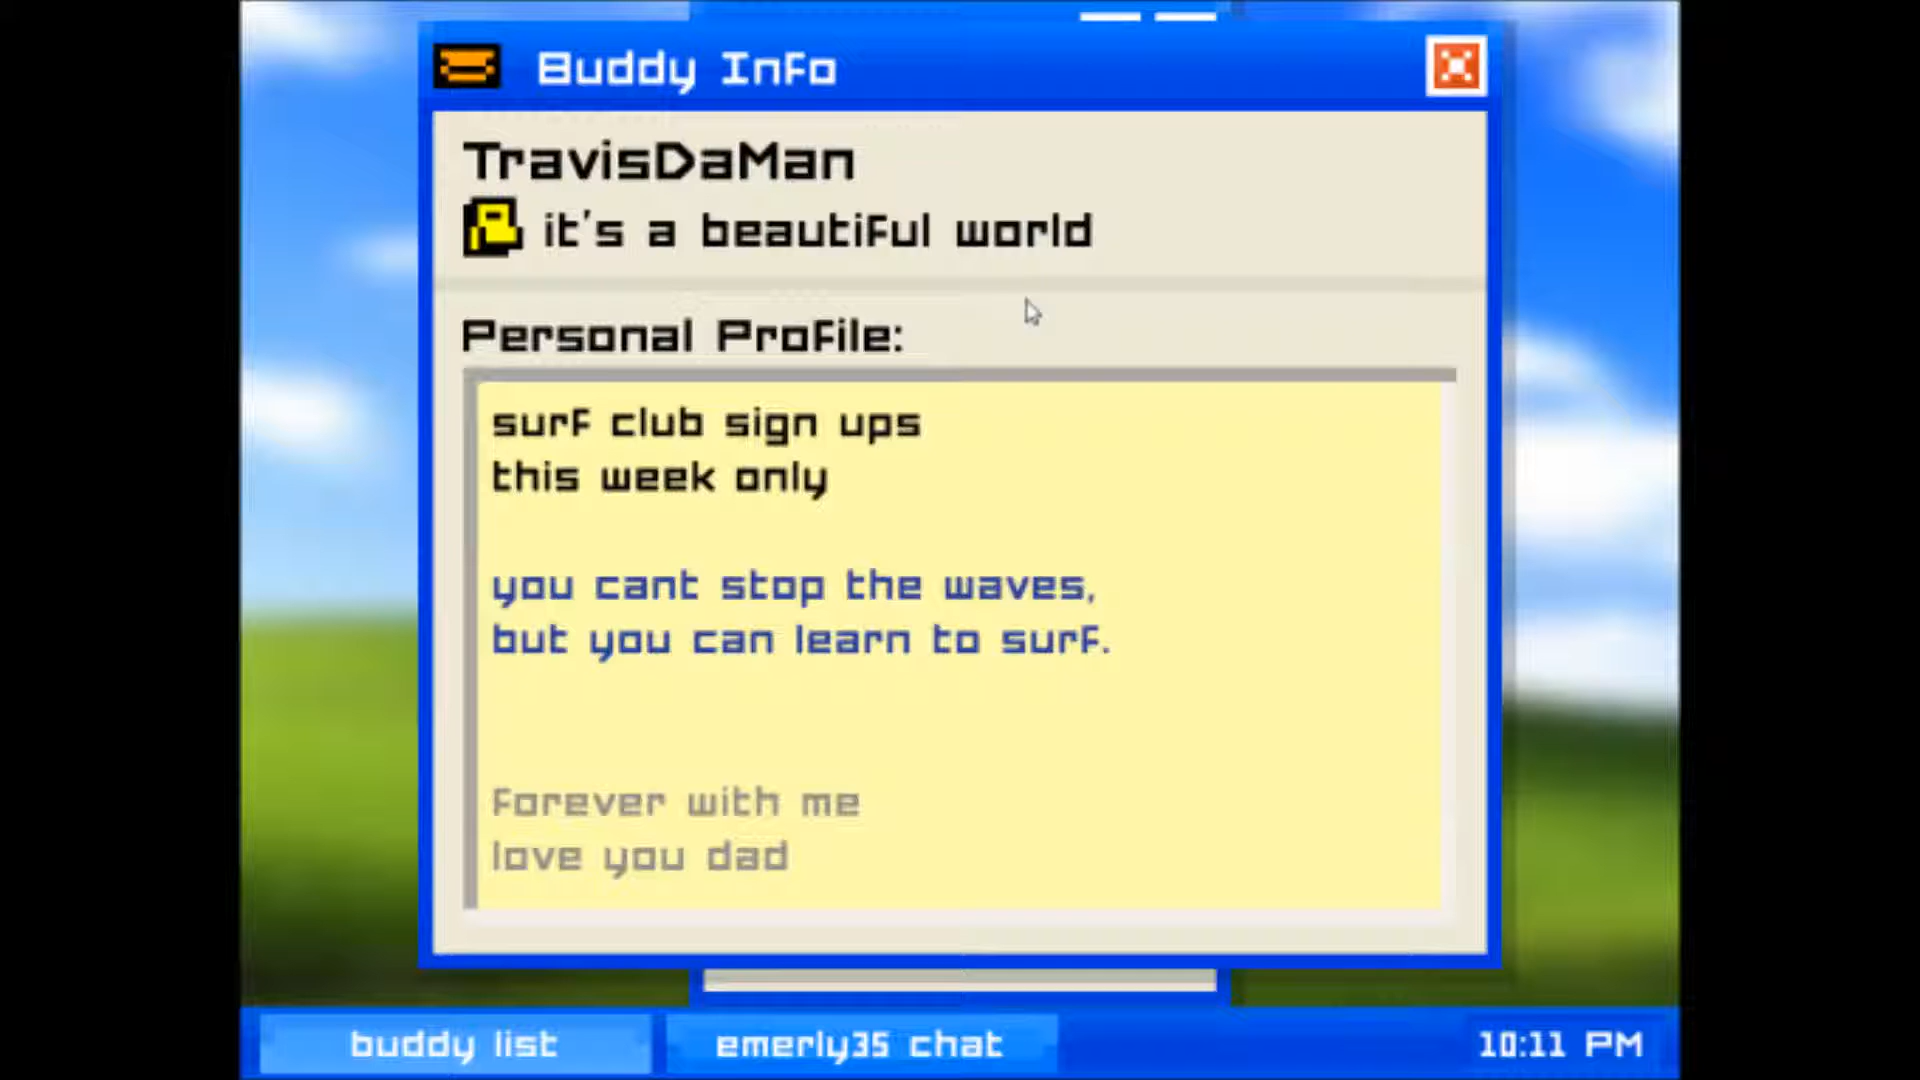 Buddy Info
TravisDaMan
it's a beautiful world
Personal Profile:
surf club sign ups
this week only
you cant stop the waves,
but you can learn to surf.
forever with me
love you dad
buddy list
emerly35 chat
10:11 PM